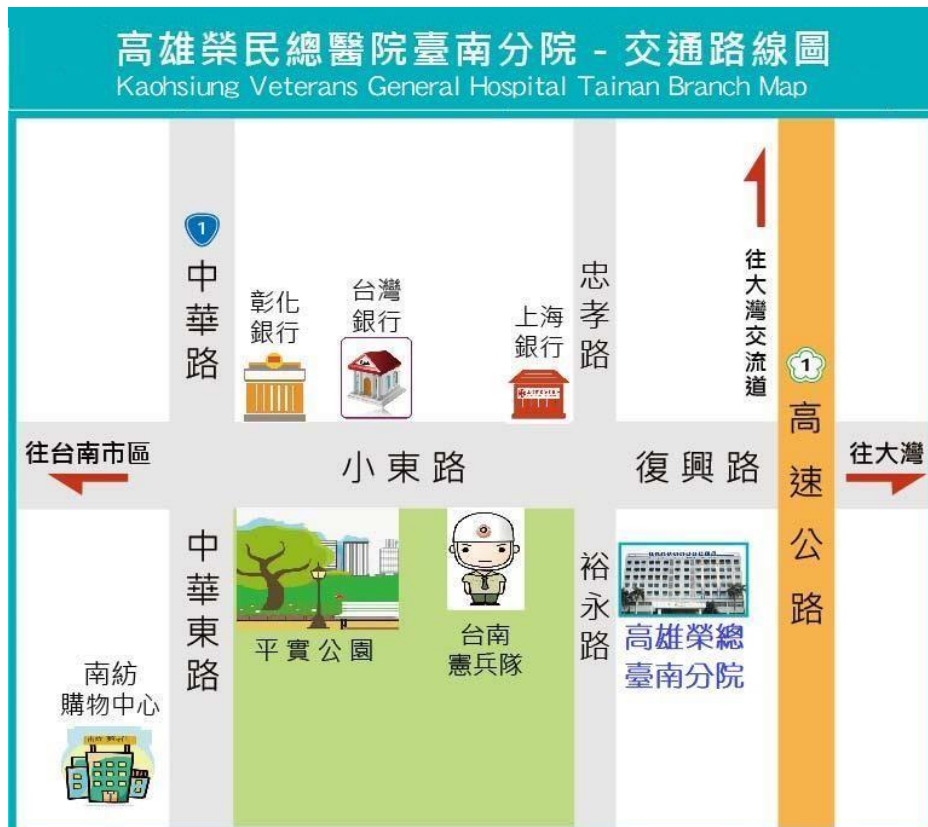 高雄榮民總醫院臺南分院 - 交通路線圖
Kaohsiung Veterans General Hospital Tainan Branch Map
1
中華路
彰化
銀行
台灣
銀行
上海
銀行
忠孝路
往大灣交流道
1
高速公路
往台南市區
小東路
復興路
往大灣
中華東路
平實公園
台南
憲兵隊
裕永路
高雄榮總
臺南分院
南紡
購物中心